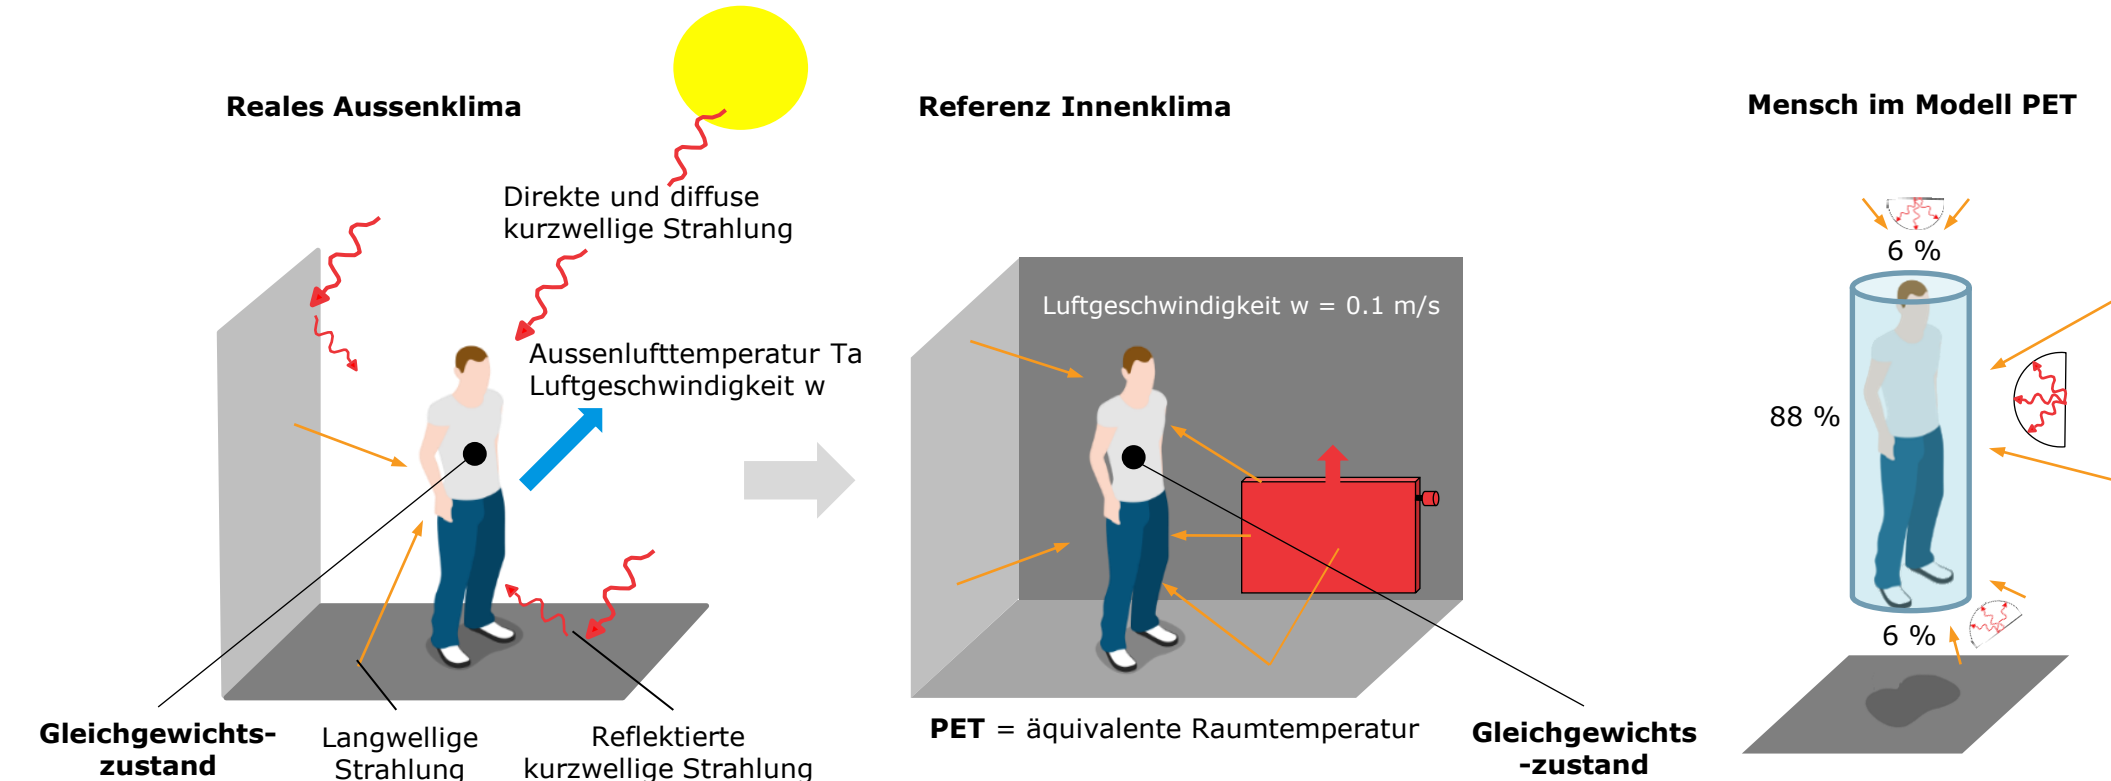 Reales Aussenklima
Direkte und diffuse
kurzwellige Strahlung
Aussenlufttemperatur Ta
Luftgeschwindigkeit w
Gleichgewichts-
zustand
Langwellige
Strahlung
Reflektierte
kurzwellige Strahlung
Referenz Innenklima
Luftgeschwindigkeit w = 0.1 m/s
PET = äquivalente Raumtemperatur
Gleichgewichts
-zustand
Mensch im Modell PET
6 %
88 %
6 %